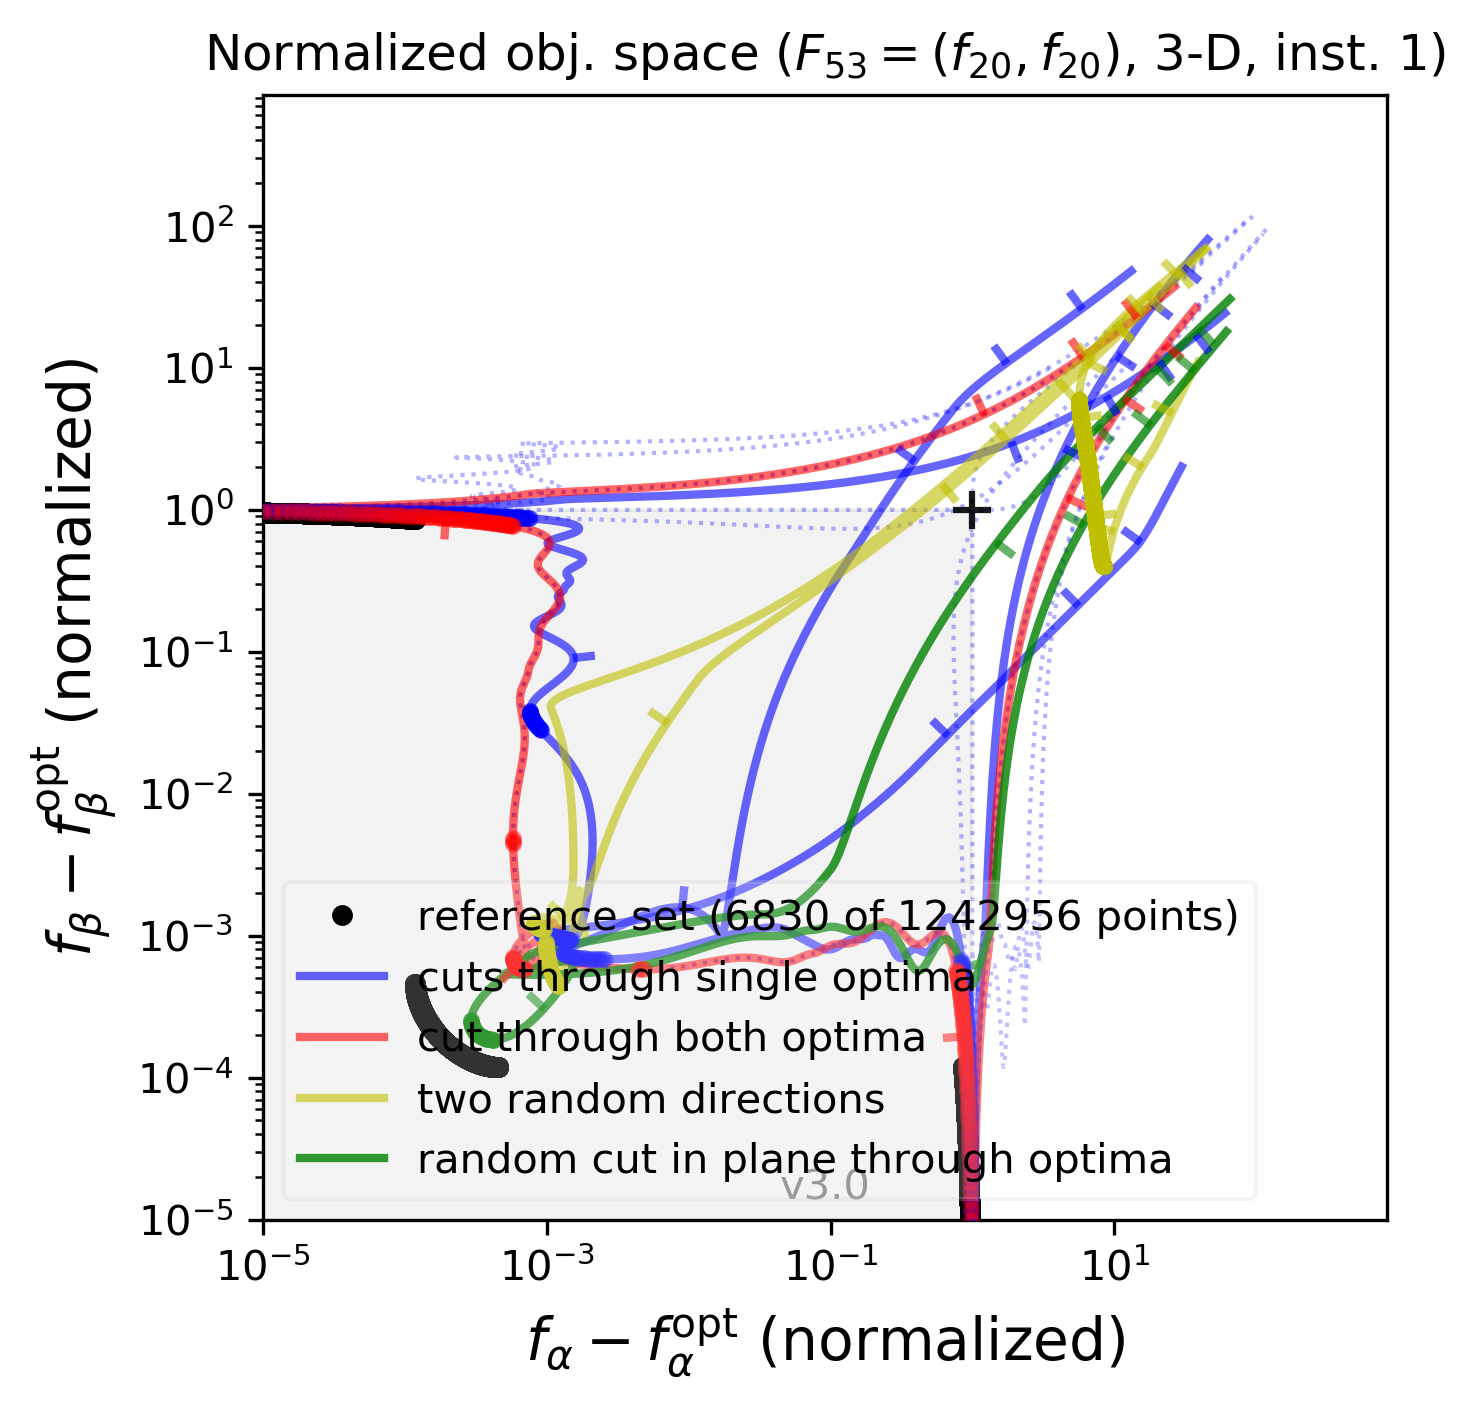 Normalized obj. space (F₅₃ = (f₂₀, f₂₀), 3-D, inst. 1)
f_β − f_β^opt (normalized)
10²
10¹
10⁰
10⁻¹
10⁻²
10⁻³
10⁻⁴
10⁻⁵
reference set (6830 of 1242956 points)
cuts through single optima
cut through both optima
two random directions
random cut in plane through optima
v3.0
10⁻⁵ 10⁻³ 10⁻¹ 10¹
f_α − f_α^opt (normalized)